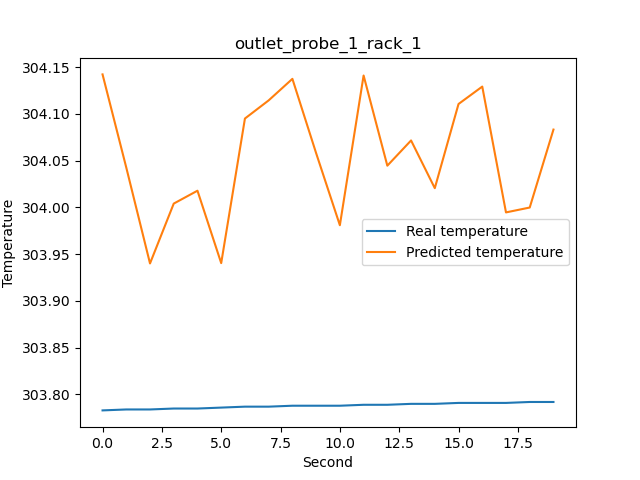 outlet_probe_1_rack_1
304.15
304.10
304.05
304.00
303.95
303.90
303.85
303.80
Temperature
Real temperature
Predicted temperature
0.0 2.5 5.0 7.5 10.0 12.5 15.0 17.5
Second